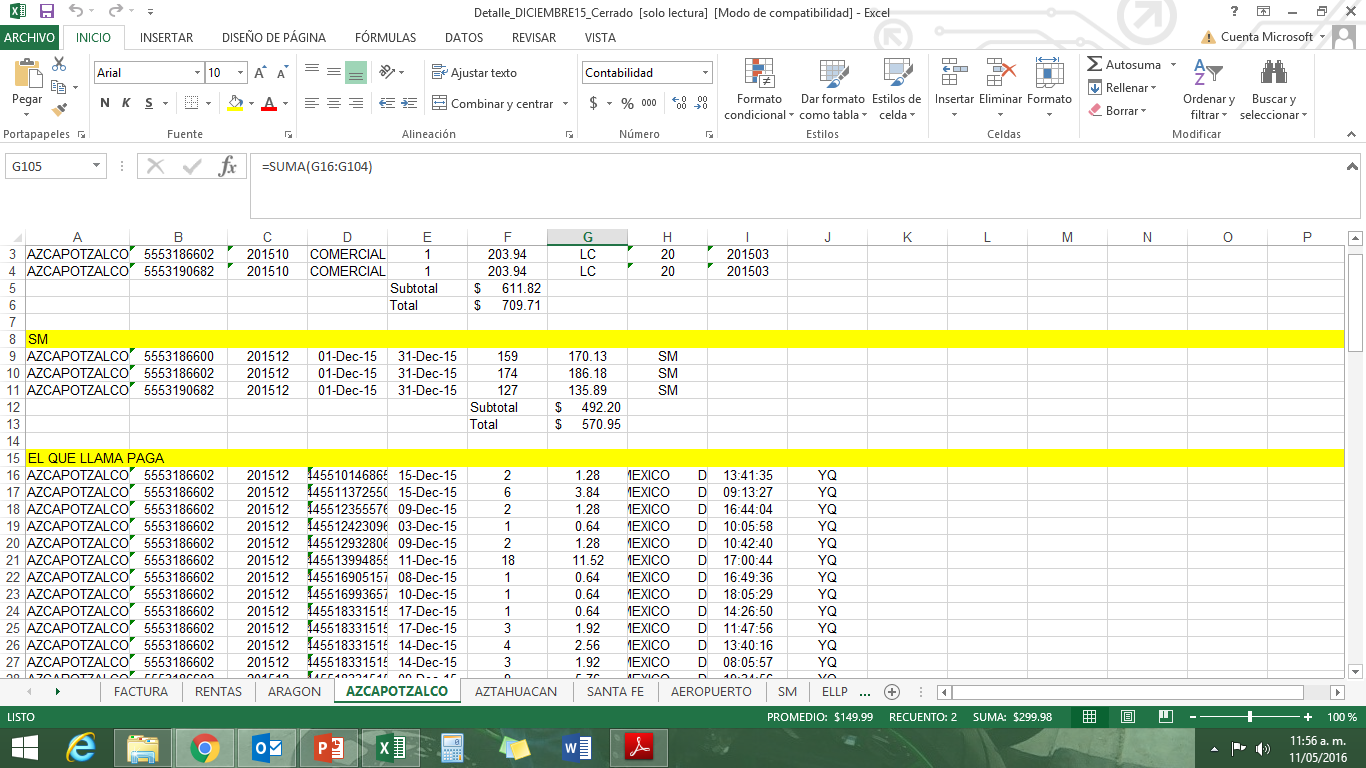 Detalle_DICIEMBRE15_Cerrado [solo lectura] [Modo de compatibilidad] - Excel
ARCHIVO INICIO INSERTAR DISEÑO DE PÁGINA FÓRMULAS DATOS REVISAR VISTA Cuenta Microsoft
Pegar
Arial 10
N K S
Ajustar texto
Combinar y centrar
Contabilidad
$ % 000
Formato condicional
Dar formato como tabla
Estilos de celda
Insertar Eliminar Formato
Autosuma
Rellenar
Borrar
Ordenar y filtrar
Buscar y seleccionar
Portapapeles Fuente Alineación Número Estilos Celdas Modificar
G105 fx =SUMA(G16:G104)
A B C D E F G H I J K L M N O P
3 AZCAPOTZALCO 5553186602 201510 COMERCIAL 1 203.94 LC 20 201503
4 AZCAPOTZALCO 5553190682 201510 COMERCIAL 1 203.94 LC 20 201503
5 Subtotal $ 611.82
6 Total $ 709.71
7
8 SM
9 AZCAPOTZALCO 5553186600 201512 01-Dec-15 31-Dec-15 159 170.13 SM
10 AZCAPOTZALCO 5553186602 201512 01-Dec-15 31-Dec-15 174 186.18 SM
11 AZCAPOTZALCO 5553190682 201512 01-Dec-15 31-Dec-15 127 135.89 SM
12 Subtotal $ 492.20
13 Total $ 570.95
14
15 EL QUE LLAMA PAGA
16 AZCAPOTZALCO 5553186602 201512 15-Dec-15 2 1.28 MEXICO D 13:41:35 YQ
17 AZCAPOTZALCO 5553186602 201512 15-Dec-15 6 3.84 MEXICO D 09:13:27 YQ
18 AZCAPOTZALCO 5553186602 201512 09-Dec-15 2 1.28 MEXICO D 16:44:04 YQ
19 AZCAPOTZALCO 5553186602 201512 03-Dec-15 1 0.64 MEXICO D 10:05:58 YQ
20 AZCAPOTZALCO 5553186602 201512 09-Dec-15 2 1.28 MEXICO D 10:42:40 YQ
21 AZCAPOTZALCO 5553186602 201512 11-Dec-15 18 11.52 MEXICO D 17:00:44 YQ
22 AZCAPOTZALCO 5553186602 201512 08-Dec-15 1 0.64 MEXICO D 16:49:36 YQ
23 AZCAPOTZALCO 5553186602 201512 10-Dec-15 1 0.64 MEXICO D 18:05:29 YQ
24 AZCAPOTZALCO 5553186602 201512 17-Dec-15 1 0.64 MEXICO D 14:26:50 YQ
25 AZCAPOTZALCO 5553186602 201512 17-Dec-15 3 1.92 MEXICO D 11:47:56 YQ
26 AZCAPOTZALCO 5553186602 201512 14-Dec-15 4 2.56 MEXICO D 13:40:16 YQ
27 AZCAPOTZALCO 5553186602 201512 14-Dec-15 3 1.92 MEXICO D 08:05:57 YQ
FACTURA RENTAS ARAGON AZCAPOTZALCO AZTAHUACAN SANTA FE AEROPUERTO SM ELLP ...
LISTO PROMEDIO: $149.99 RECUENTO: 2 SUMA: $299.98 100 %
11:56 a. m.
11/05/2016